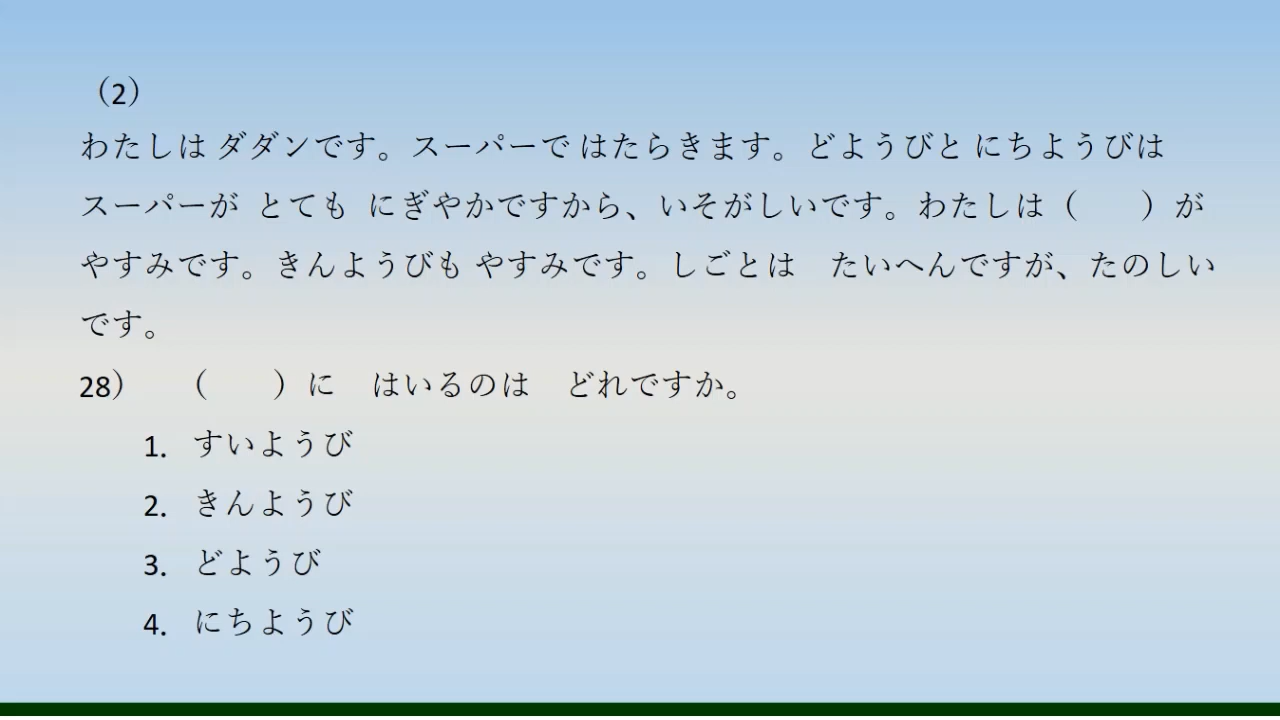 （2）
わたしは ダダンです。スーパーで はたらきます。どようびと にちようびは
スーパーが とても にぎやかですから、いそがしいです。わたしは（　　）が
やすみです。きんようびも やすみです。しごとは　たいへんですが、たのしい
です。
28）　（　　）に　はいるのは　どれですか。
1. すいようび
2. きんようび
3. どようび
4. にちようび